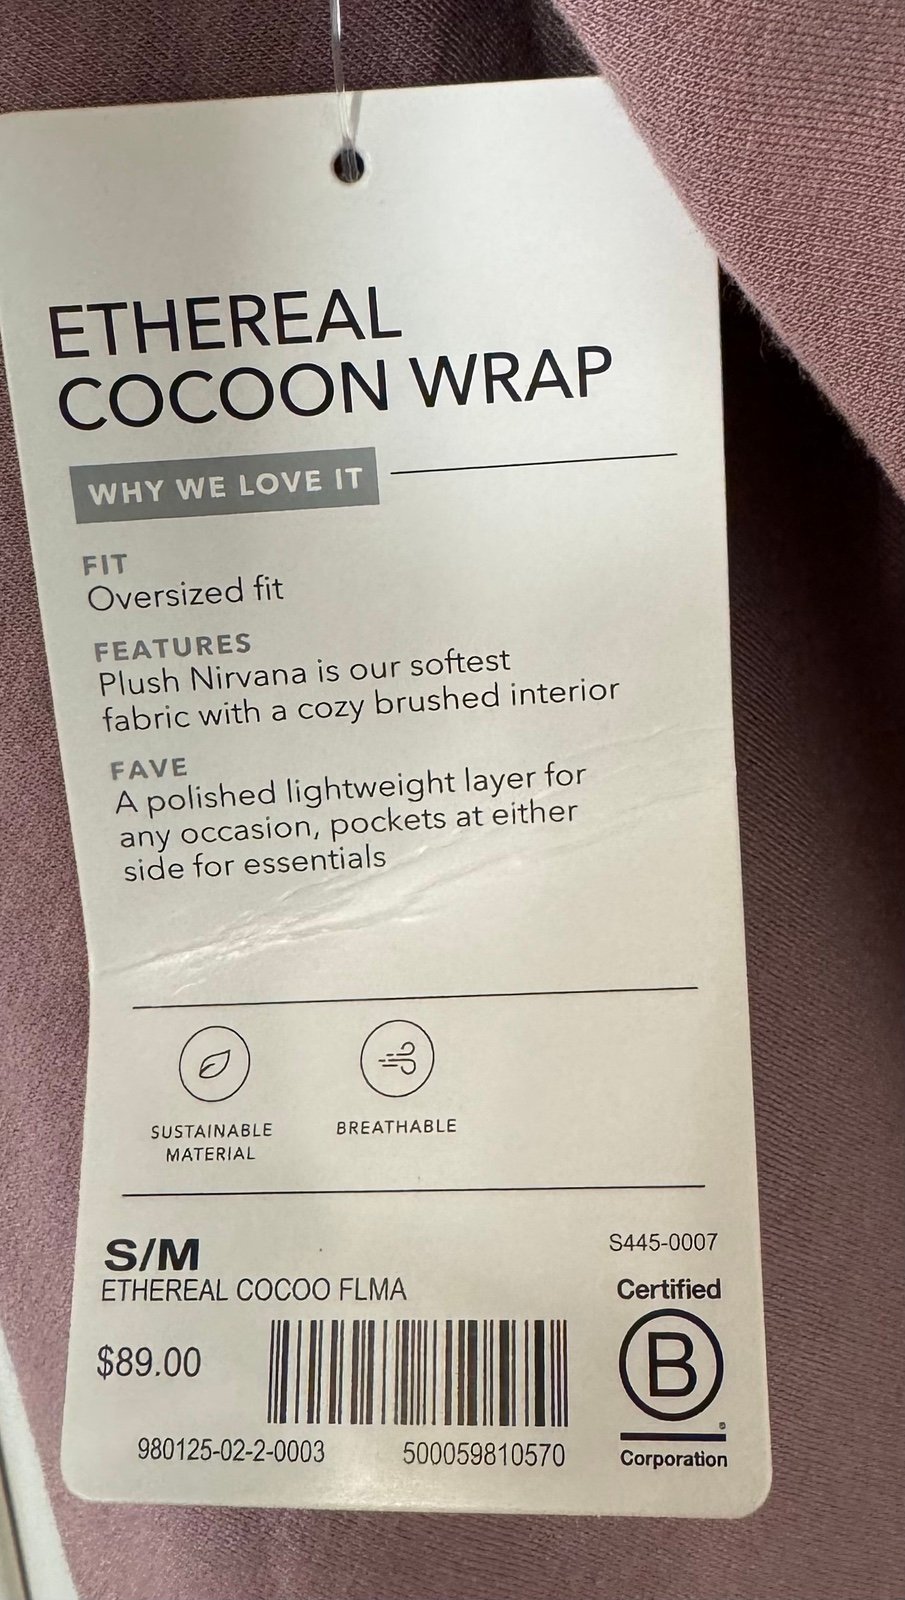 ETHEREAL
COCOON WRAP
WHY WE LOVE IT
FIT
Oversized fit
FEATURES
Plush Nirvana is our softest
fabric with a cozy brushed interior
FAVE
A polished lightweight layer for
any occasion, pockets at either
side for essentials
SUSTAINABLE
MATERIAL
BREATHABLE
S/M
S445-0007
ETHEREAL COCOO FLMA
Certified
$89.00
B
®
980125-02-2-0003
500059810570
Corporation